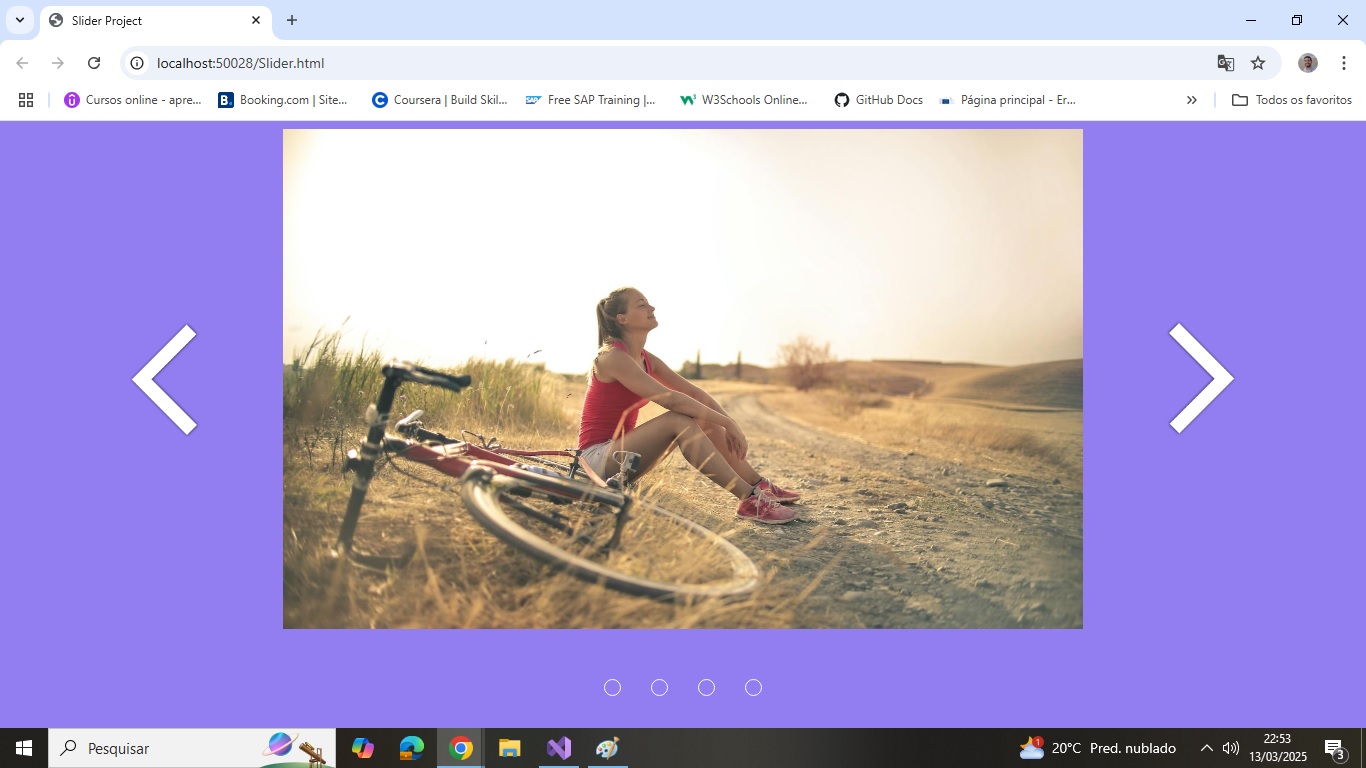 Slider Project
localhost:50028/Slider.html
Cursos online - apre...
Booking.com | Site...
Coursera | Build Skil...
Free SAP Training |...
W3Schools Online...
GitHub Docs
Página principal - Er...
Todos os favoritos
Pesquisar
1
20°C Pred. nublado
22:53
13/03/2025
3